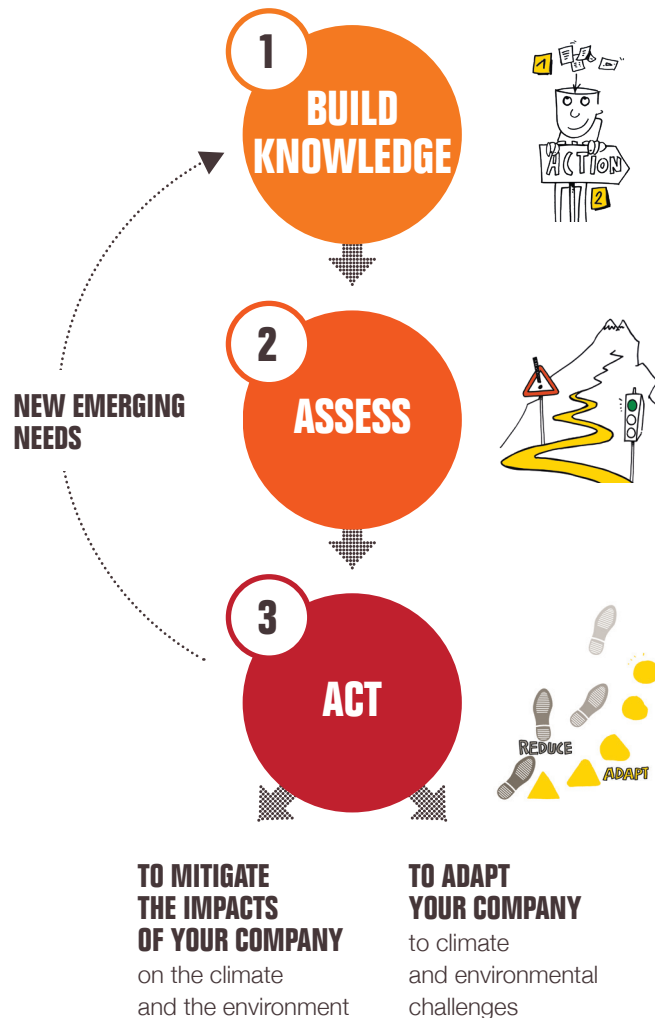 1
BUILD
KNOWLEDGE
1
ACTION
2
2
ASSESS
NEW EMERGING
NEEDS
3
ACT
REDUCE
ADAPT
TO MITIGATE
THE IMPACTS
OF YOUR COMPANY
on the climate
and the environment
TO ADAPT
YOUR COMPANY
to climate
and environmental
challenges